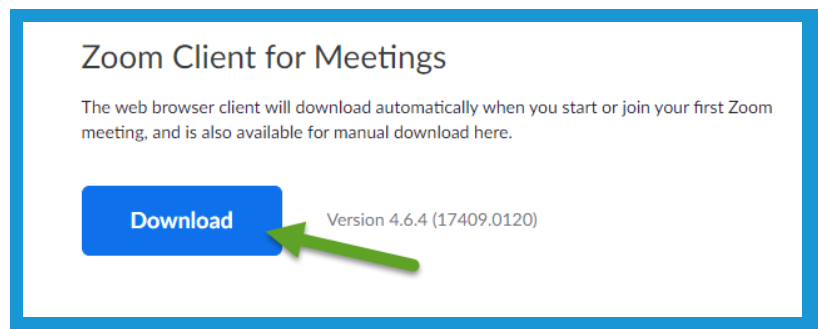 Zoom Client for Meetings
The web browser client will download automatically when you start or join your first Zoom
meeting, and is also available for manual download here.
Download
Version 4.6.4 (17409.0120)